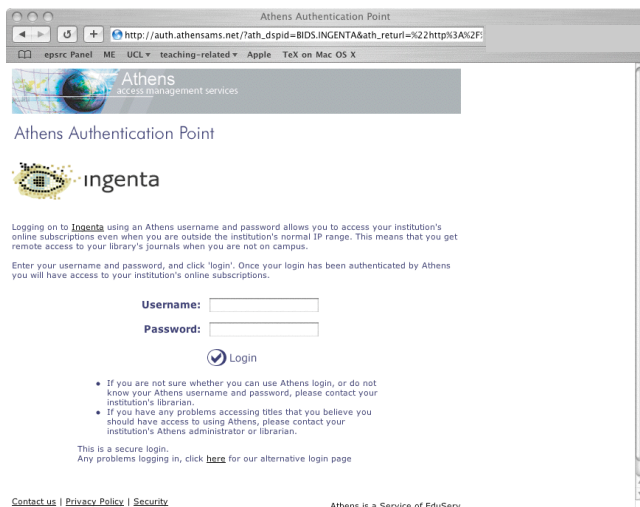 Athens Authentication Point
http://auth.athensams.net/?ath_dspid=BIDS.INGENTA&ath_returl=%22http%3A%2F%
epsrc Panel ME UCL teaching-related Apple TeX on Mac OS X
Athens
access management services
Athens Authentication Point
ingenta
Logging on to Ingenta using an Athens username and password allows you to access your institution's
online subscriptions even when you are outside the institution's normal IP range. This means that you get
remote access to your library's journals when you are not on campus.
Enter your username and password, and click 'login'. Once your login has been authenticated by Athens
you will have access to your institution's online subscriptions.
Username:
Password:
Login
• If you are not sure whether you can use Athens login, or do not
know your Athens username and password, please contact your
institution's librarian.
• If you have any problems accessing titles that you believe you
should have access to using Athens, please contact your
institution's Athens administrator or librarian.
This is a secure login.
Any problems logging in, click here for our alternative login page
Contact us | Privacy Policy | Security
Athens is a Service of EduServ